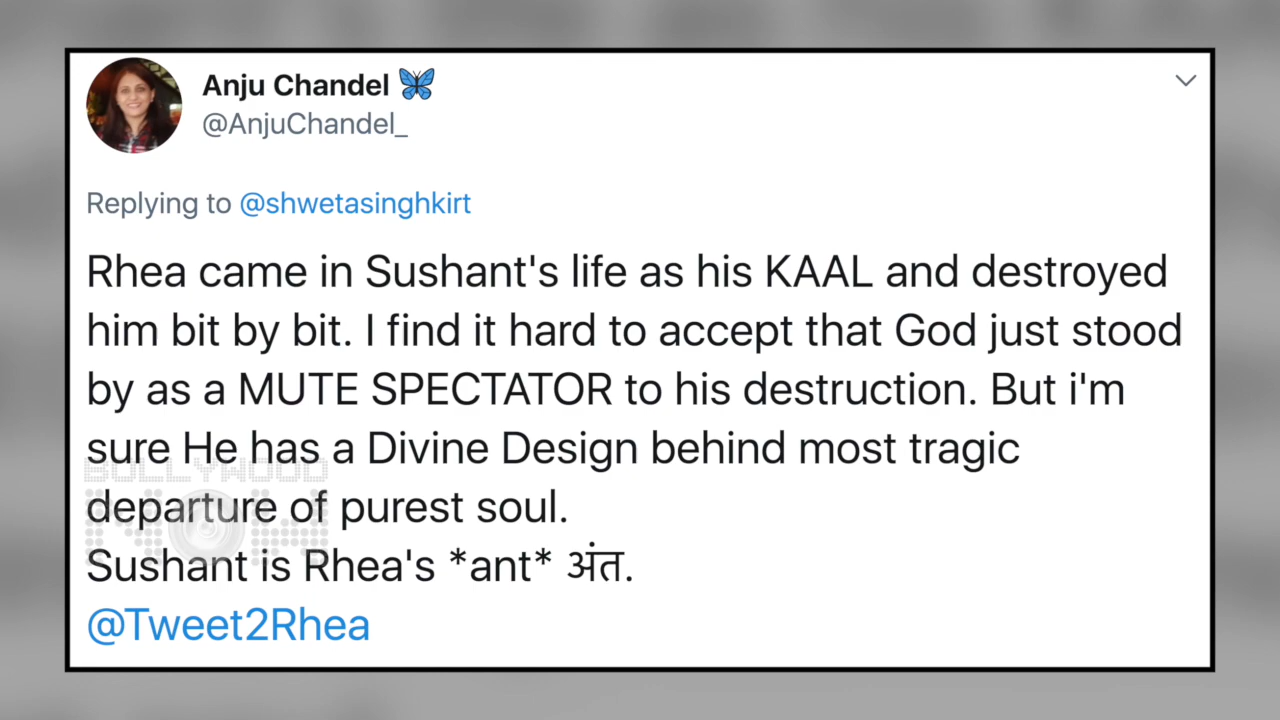 Anju Chandel 🦋
@AnjuChandel_
Replying to @shwetasinghkirt
Rhea came in Sushant's life as his KAAL and destroyed
him bit by bit. I find it hard to accept that God just stood
by as a MUTE SPECTATOR to his destruction. But i'm
sure He has a Divine Design behind most tragic
departure of purest soul.
Sushant is Rhea's *ant* अंत.
@Tweet2Rhea
BOLLYWOOD
NOW